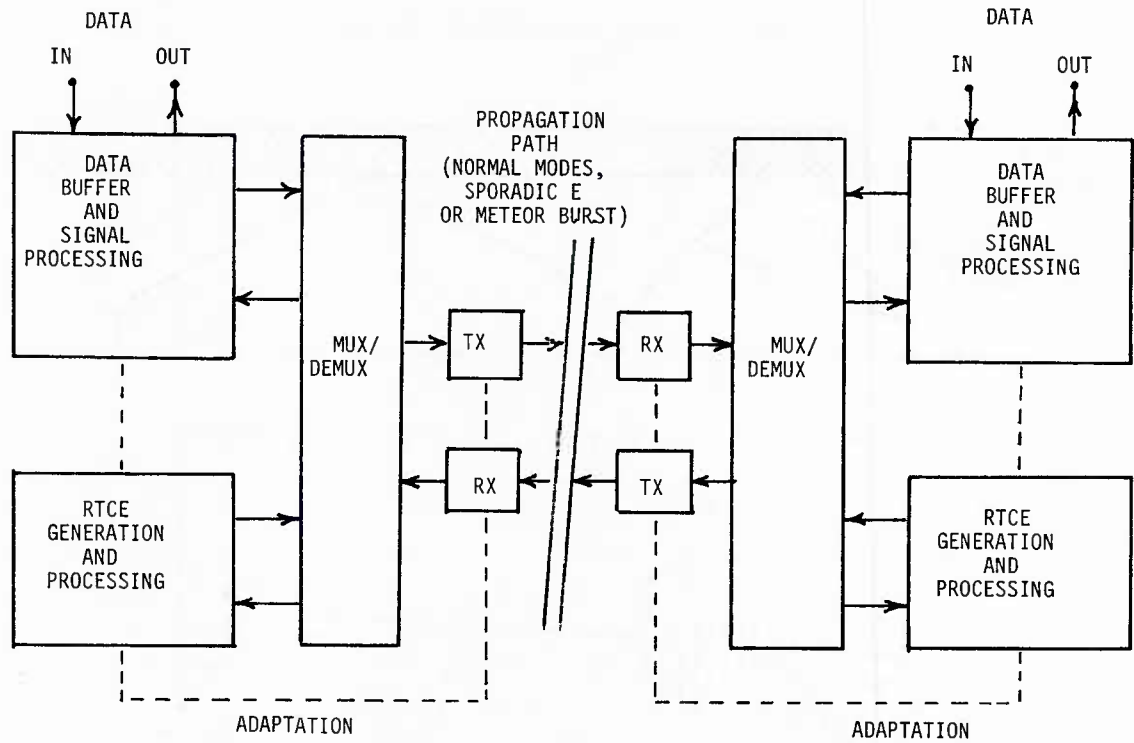 DATA
IN OUT
DATA
BUFFER
AND
SIGNAL
PROCESSING
RTCE
GENERATION
AND
PROCESSING
ADAPTATION
MUX/
DEMUX
TX
RX
PROPAGATION
PATH
(NORMAL MODES,
SPORADIC E
OR METEOR BURST)
RX
TX
MUX/
DEMUX
DATA
IN OUT
DATA
BUFFER
AND
SIGNAL
PROCESSING
RTCE
GENERATION
AND
PROCESSING
ADAPTATION